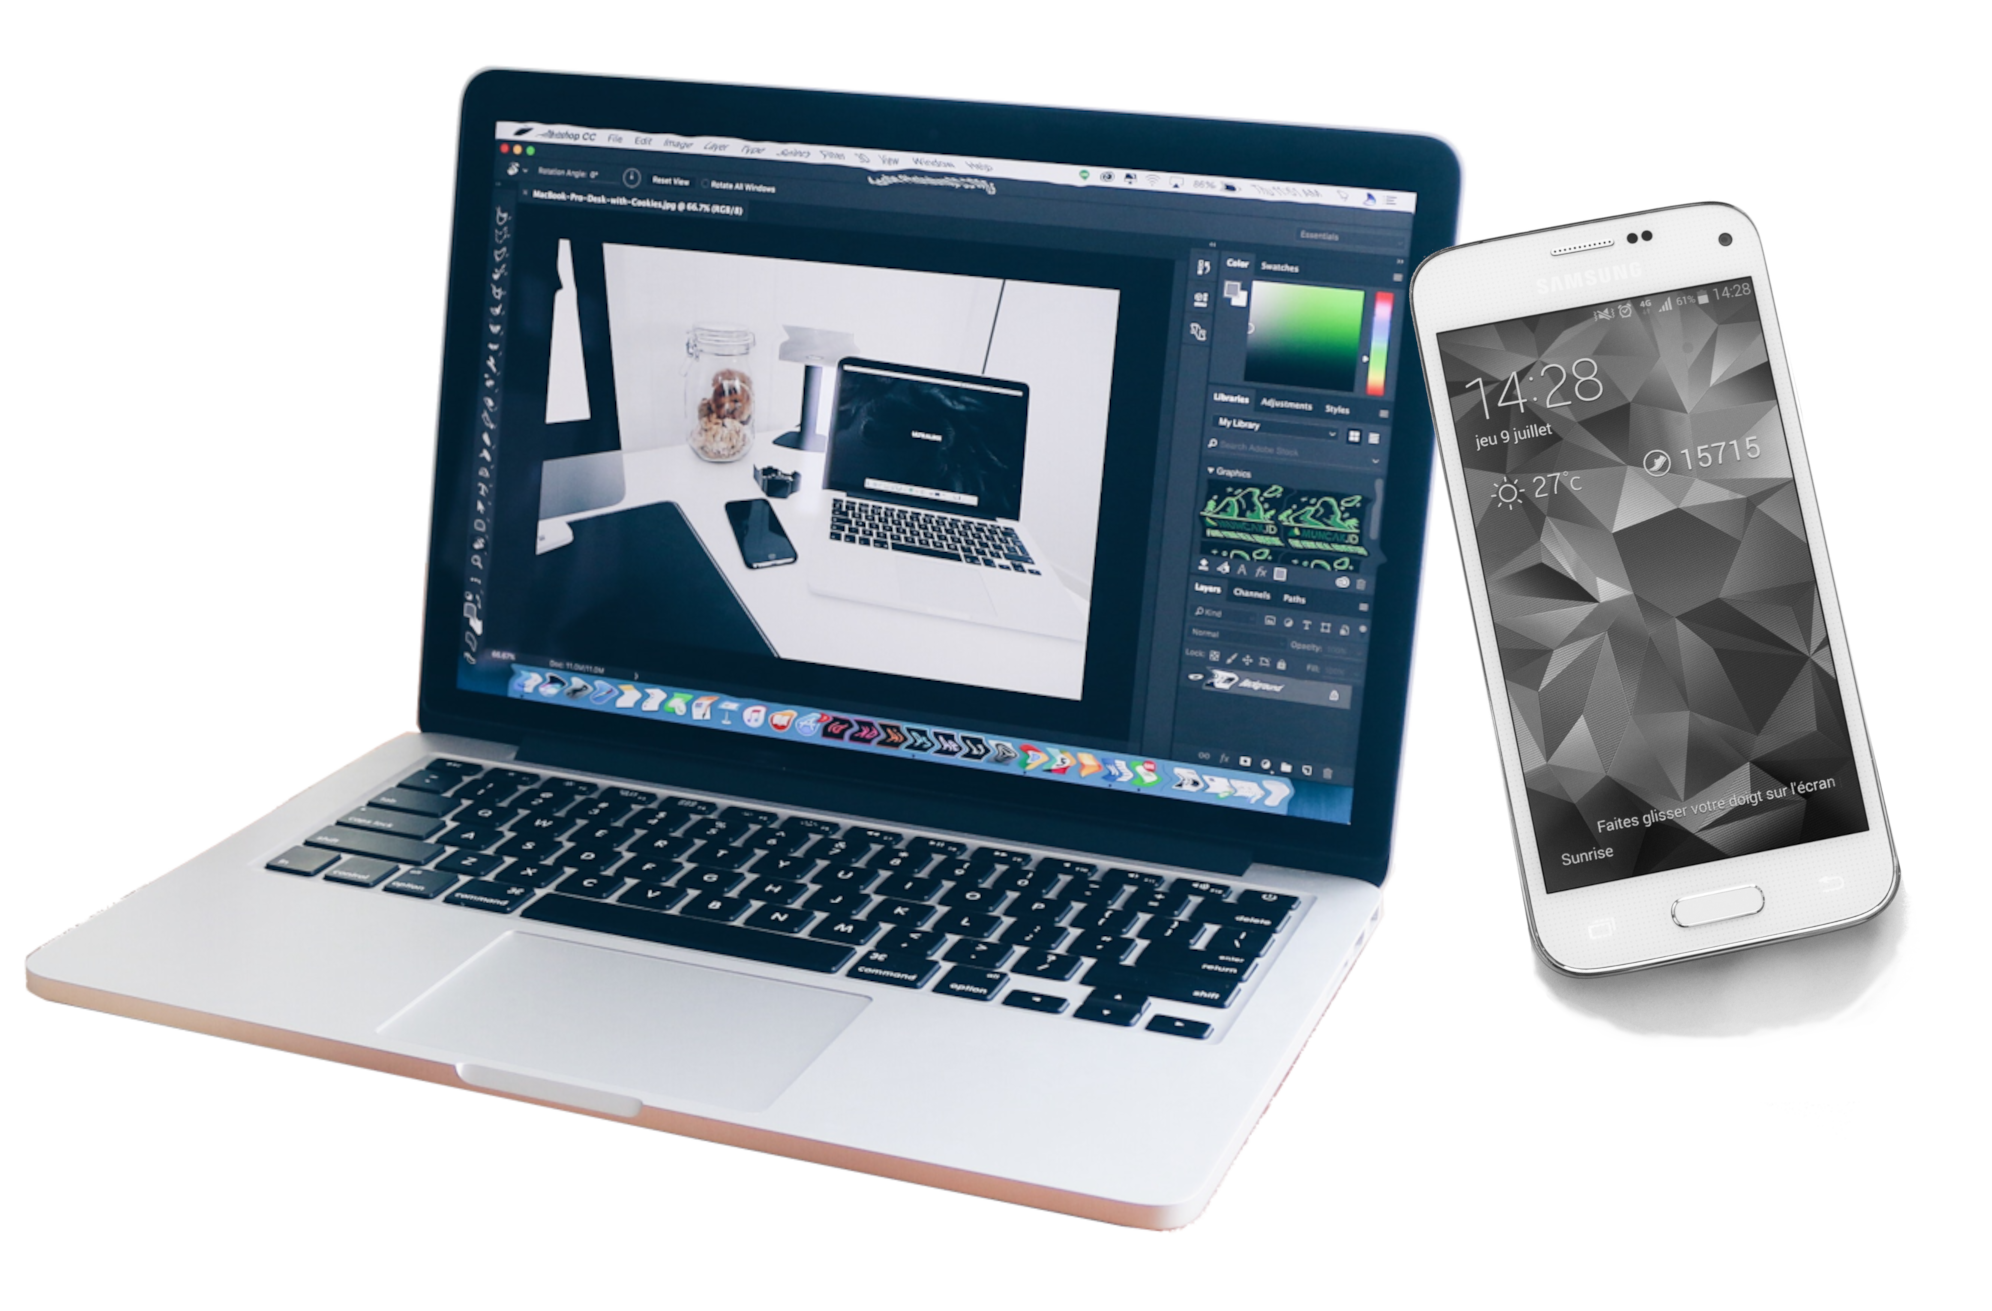 File Edit Image Layer Type 3D View Window Help
Rotation Angle: 0° Reset View Rotate All Windows
MacBook-Pro-Desk-with-Cookies.jpg @ 66.7% (RGB/8)
Essentials
Color Swatches
Libraries Adjustments Styles
My Library
Search Adobe Stock
Graphics
Layers Channels Paths
Kind
Normal Opacity:
Lock: Fill:
Background
66.67% Doc: 11.0M/11.0M
esc
tab Q W E R T Y U I O P
caps lock A S D F G H J K L
shift Z X C V B N M shift
fn control option command command option
delete
enter
return
SAMSUNG
4G 61% 14:28
14:28
jeu 9 juillet
27°C
15715
Faites glisser votre doigt sur l'écran
Sunrise